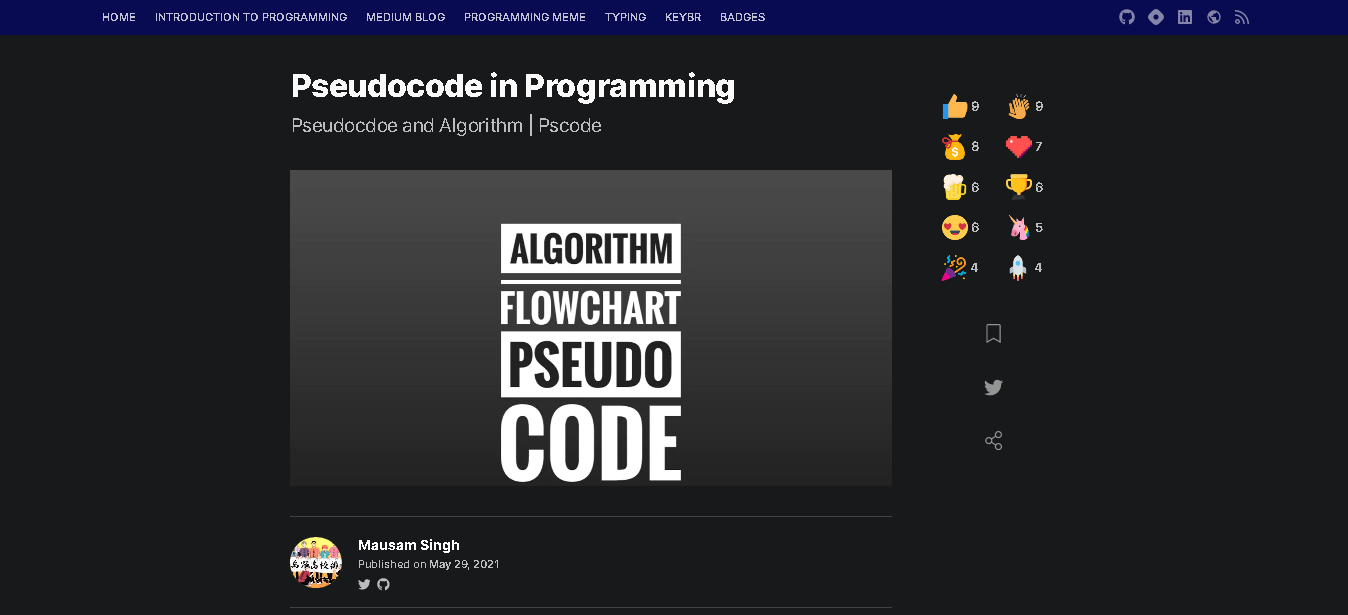 HOME INTRODUCTION TO PROGRAMMING MEDIUM BLOG PROGRAMMING MEME TYPING KEYBR BADGES
Pseudocode in Programming
Pseudocdoe and Algorithm | Pscode
9 9
8 7
6 6
6 5
4 4
ALGORITHM
FLOWCHART
PSEUDO
CODE
Mausam Singh
Published on May 29, 2021